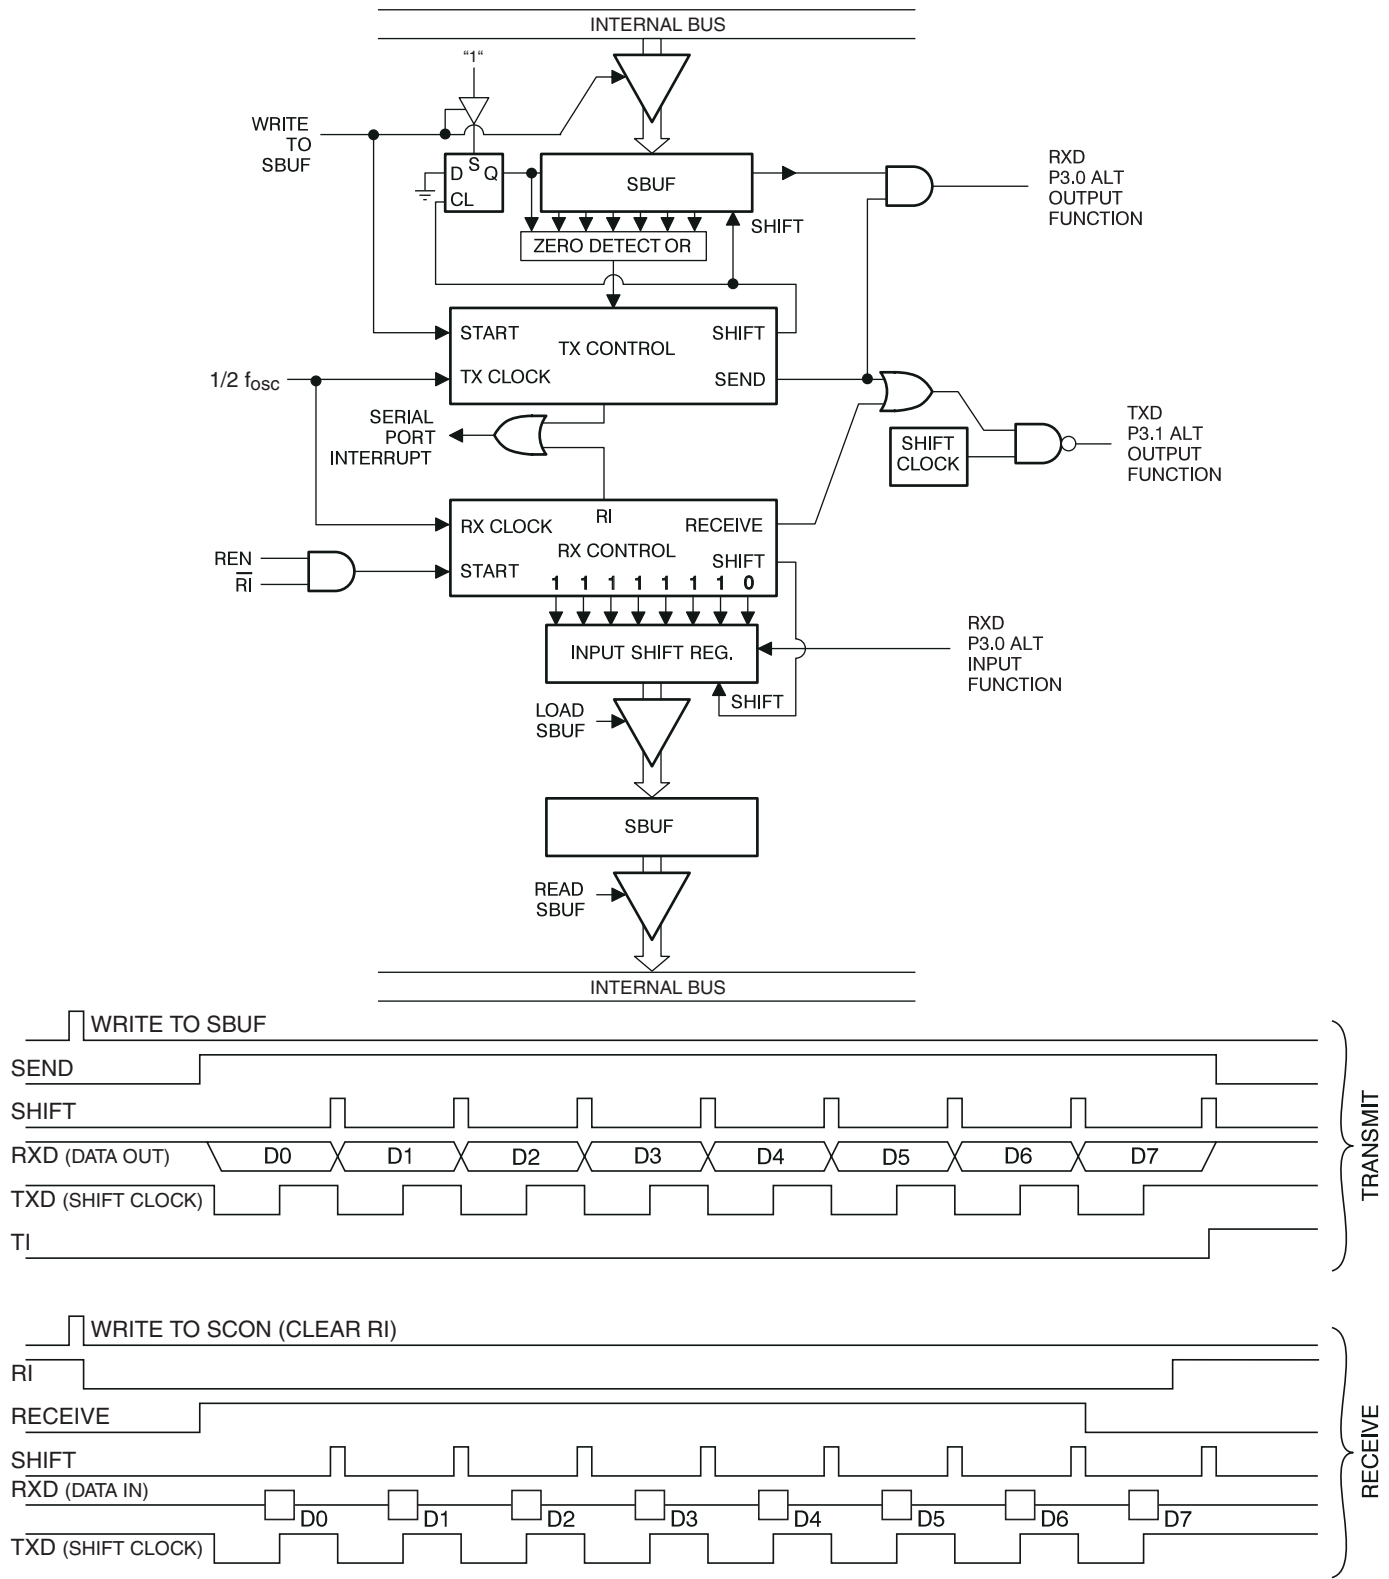 INTERNAL BUS
“1“
WRITE
TO
SBUF
D S Q
CL
SBUF
SHIFT
ZERO DETECT OR
RXD
P3.0 ALT
OUTPUT
FUNCTION
START
SHIFT
TX CONTROL
1/2 fOSC
TX CLOCK
SEND
SERIAL
PORT
INTERRUPT
SHIFT
CLOCK
TXD
P3.1 ALT
OUTPUT
FUNCTION
RX CLOCK
RI
RECEIVE
RX CONTROL
SHIFT
REN
RI
START
1 1 1 1 1 1 1 0
INPUT SHIFT REG.
RXD
P3.0 ALT
INPUT
FUNCTION
SHIFT
LOAD
SBUF
SBUF
READ
SBUF
INTERNAL BUS
WRITE TO SBUF
SEND
SHIFT
RXD (DATA OUT) D0 D1 D2 D3 D4 D5 D6 D7
TXD (SHIFT CLOCK)
TI
TRANSMIT
WRITE TO SCON (CLEAR RI)
RI
RECEIVE
SHIFT
RXD (DATA IN) D0 D1 D2 D3 D4 D5 D6 D7
TXD (SHIFT CLOCK)
RECEIVE